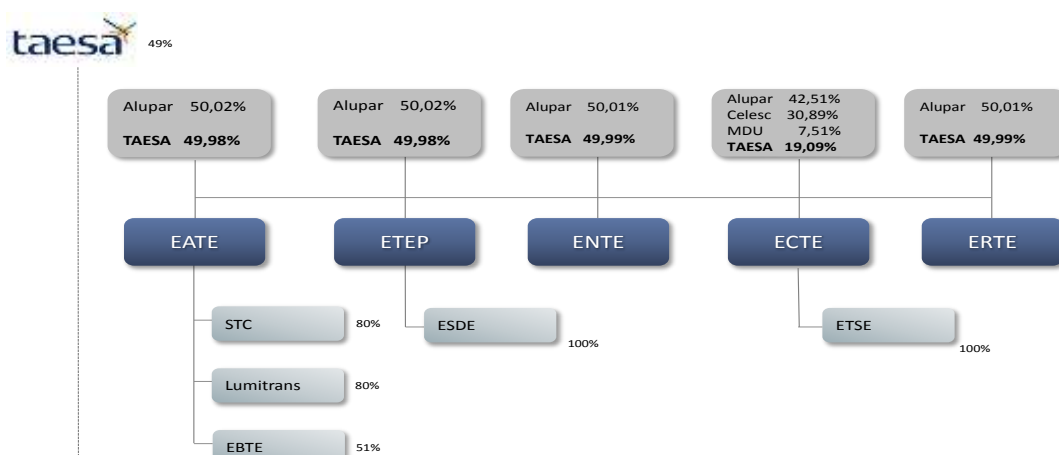 taesa 49%
Alupar 50,02%
TAESA 49,98%
Alupar 50,02%
TAESA 49,98%
Alupar 50,01%
TAESA 49,99%
Alupar 42,51%
Celesc 30,89%
MDU 7,51%
TAESA 19,09%
Alupar 50,01%
TAESA 49,99%
EATE
ETEP
ENTE
ECTE
ERTE
STC 80%
ESDE 100%
ETSE 100%
Lumitrans 80%
EBTE 51%